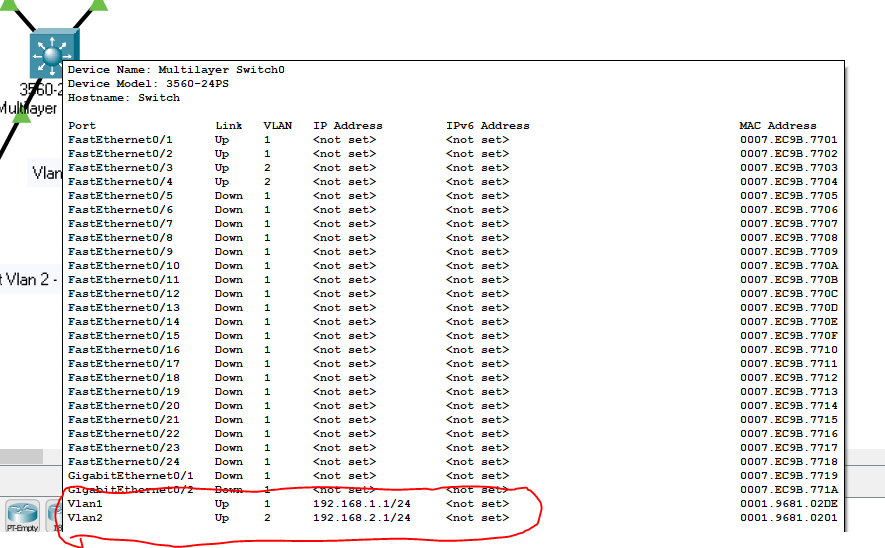 3560-2
Multilayer
Vlan
t Vlan 2 -
PT-Empty
Device Name: Multilayer Switch0
Device Model: 3560-24PS
Hostname: Switch
Port Link VLAN IP Address IPv6 Address MAC Address
FastEthernet0/1 Up 1 <not set> <not set> 0007.EC9B.7701
FastEthernet0/2 Up 1 <not set> <not set> 0007.EC9B.7702
FastEthernet0/3 Up 2 <not set> <not set> 0007.EC9B.7703
FastEthernet0/4 Up 2 <not set> <not set> 0007.EC9B.7704
FastEthernet0/5 Down 1 <not set> <not set> 0007.EC9B.7705
FastEthernet0/6 Down 1 <not set> <not set> 0007.EC9B.7706
FastEthernet0/7 Down 1 <not set> <not set> 0007.EC9B.7707
FastEthernet0/8 Down 1 <not set> <not set> 0007.EC9B.7708
FastEthernet0/9 Down 1 <not set> <not set> 0007.EC9B.7709
FastEthernet0/10 Down 1 <not set> <not set> 0007.EC9B.770A
FastEthernet0/11 Down 1 <not set> <not set> 0007.EC9B.770B
FastEthernet0/12 Down 1 <not set> <not set> 0007.EC9B.770C
FastEthernet0/13 Down 1 <not set> <not set> 0007.EC9B.770D
FastEthernet0/14 Down 1 <not set> <not set> 0007.EC9B.770E
FastEthernet0/15 Down 1 <not set> <not set> 0007.EC9B.770F
FastEthernet0/16 Down 1 <not set> <not set> 0007.EC9B.7710
FastEthernet0/17 Down 1 <not set> <not set> 0007.EC9B.7711
FastEthernet0/18 Down 1 <not set> <not set> 0007.EC9B.7712
FastEthernet0/19 Down 1 <not set> <not set> 0007.EC9B.7713
FastEthernet0/20 Down 1 <not set> <not set> 0007.EC9B.7714
FastEthernet0/21 Down 1 <not set> <not set> 0007.EC9B.7715
FastEthernet0/22 Down 1 <not set> <not set> 0007.EC9B.7716
FastEthernet0/23 Down 1 <not set> <not set> 0007.EC9B.7717
FastEthernet0/24 Down 1 <not set> <not set> 0007.EC9B.7718
GigabitEthernet0/1 Down 1 <not set> <not set> 0007.EC9B.7719
GigabitEthernet0/2 Down 1 <not set> <not set> 0007.EC9B.771A
Vlan1 Up 1 192.168.1.1/24 <not set> 0001.9681.02DE
Vlan2 Up 2 192.168.2.1/24 <not set> 0001.9681.0201